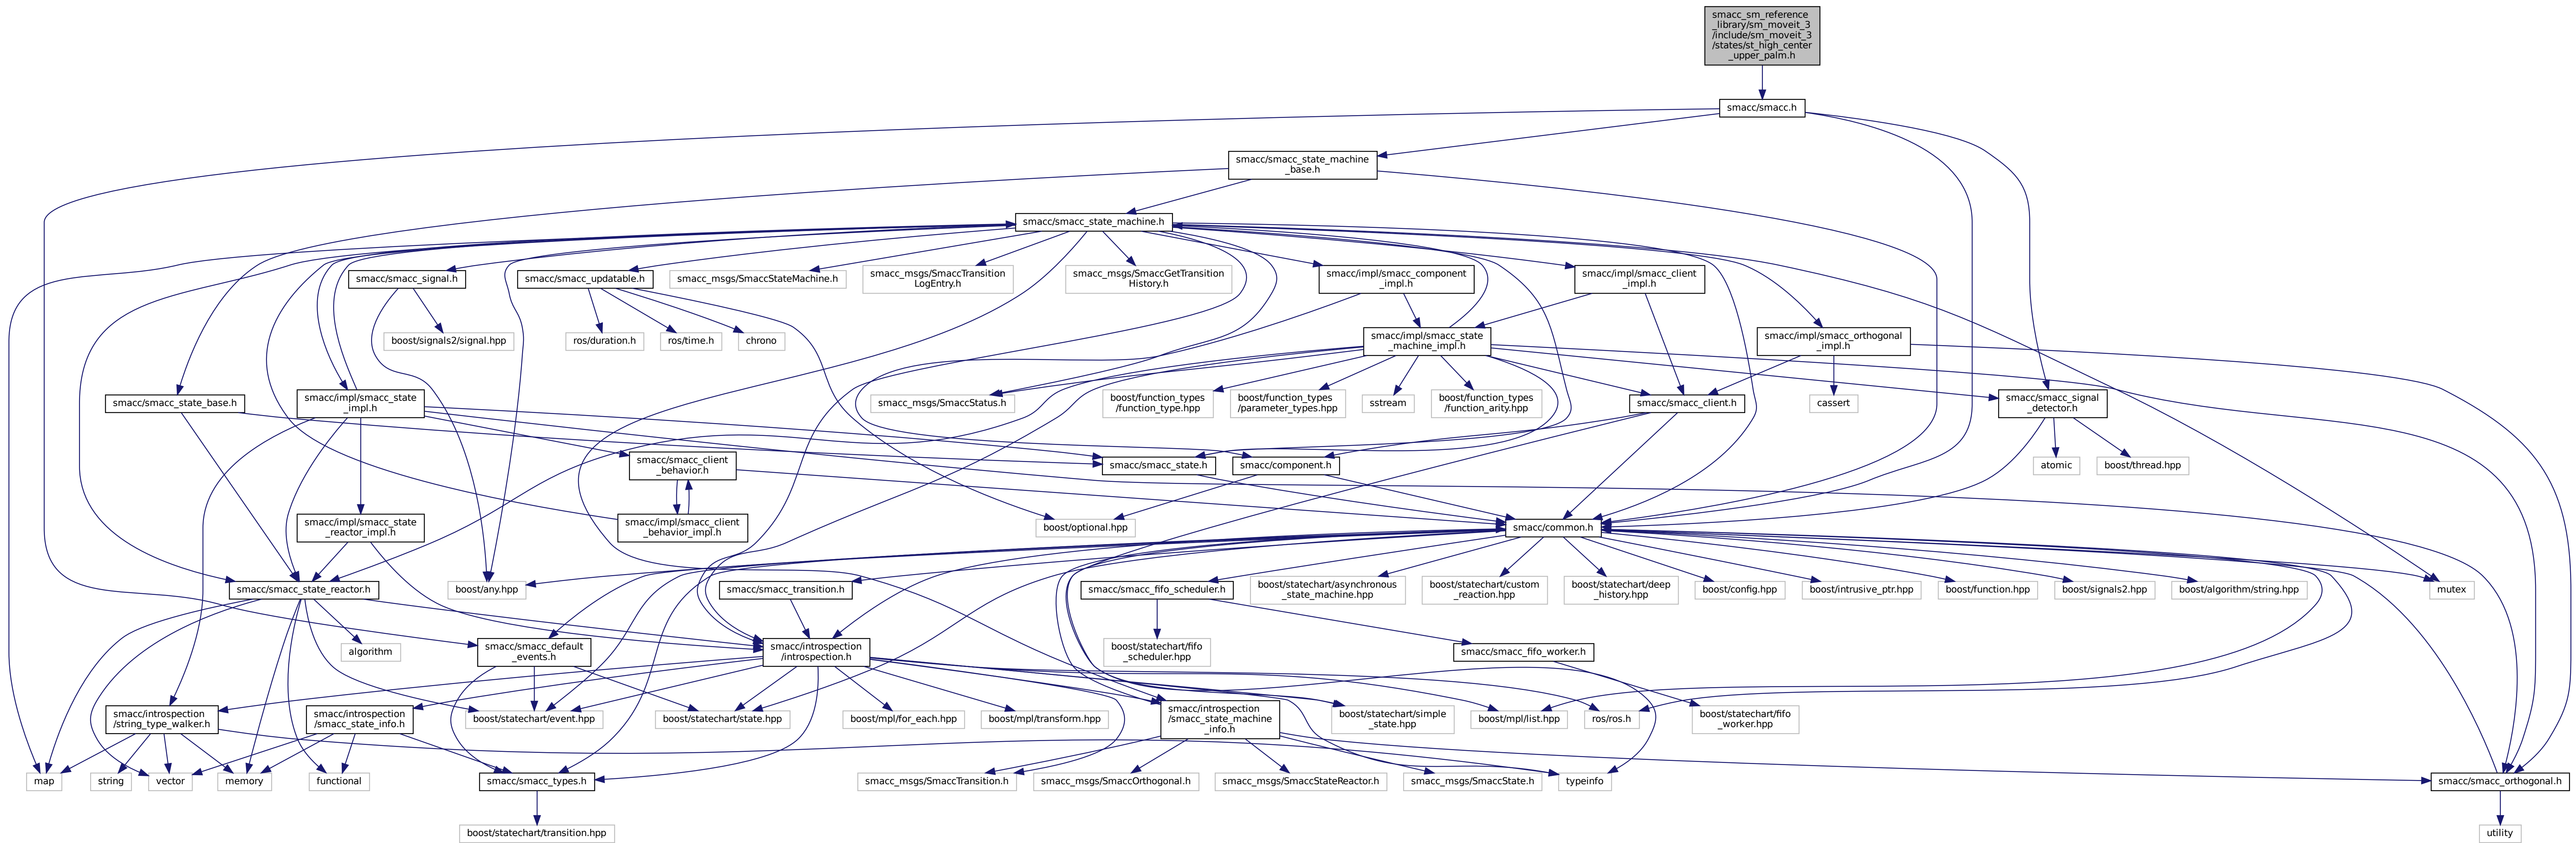 smacc_sm_reference
_library/sm_moveit_3
/include/sm_moveit_3
/states/st_high_center
_upper_palm.h
smacc/smacc.h
smacc/smacc_state_machine
_base.h
smacc/smacc_state_machine.h
smacc/smacc_signal.h
smacc/smacc_updatable.h
smacc_msgs/SmaccStateMachine.h
smacc_msgs/SmaccTransition
LogEntry.h
smacc_msgs/SmaccGetTransition
History.h
smacc/impl/smacc_component
_impl.h
smacc/impl/smacc_client
_impl.h
boost/signals2/signal.hpp
ros/duration.h
ros/time.h
chrono
smacc/impl/smacc_state
_machine_impl.h
smacc/impl/smacc_orthogonal
_impl.h
smacc/smacc_state_base.h
smacc/impl/smacc_state
_impl.h
smacc_msgs/SmaccStatus.h
boost/function_types
/function_type.hpp
boost/function_types
/parameter_types.hpp
sstream
boost/function_types
/function_arity.hpp
smacc/smacc_client.h
cassert
smacc/smacc_signal
_detector.h
smacc/smacc_client
_behavior.h
smacc/smacc_state.h
smacc/component.h
atomic
boost/thread.hpp
smacc/impl/smacc_state
_reactor_impl.h
smacc/impl/smacc_client
_behavior_impl.h
boost/optional.hpp
smacc/common.h
smacc/smacc_state_reactor.h
boost/any.hpp
smacc/smacc_transition.h
smacc/smacc_fifo_scheduler.h
boost/statechart/asynchronous
_state_machine.hpp
boost/statechart/custom
_reaction.hpp
boost/statechart/deep
_history.hpp
boost/config.hpp
boost/intrusive_ptr.hpp
boost/function.hpp
boost/signals2.hpp
boost/algorithm/string.hpp
mutex
algorithm
smacc/smacc_default
_events.h
smacc/introspection
/introspection.h
boost/statechart/fifo
_scheduler.hpp
smacc/smacc_fifo_worker.h
smacc/introspection
/string_type_walker.h
smacc/introspection
/smacc_state_info.h
boost/statechart/event.hpp
boost/statechart/state.hpp
boost/mpl/for_each.hpp
boost/mpl/transform.hpp
smacc/introspection
/smacc_state_machine
_info.h
boost/statechart/simple
_state.hpp
boost/mpl/list.hpp
ros/ros.h
boost/statechart/fifo
_worker.hpp
map
string
vector
memory
functional
smacc/smacc_types.h
smacc_msgs/SmaccTransition.h
smacc_msgs/SmaccOrthogonal.h
smacc_msgs/SmaccStateReactor.h
smacc_msgs/SmaccState.h
typeinfo
smacc/smacc_orthogonal.h
boost/statechart/transition.hpp
utility